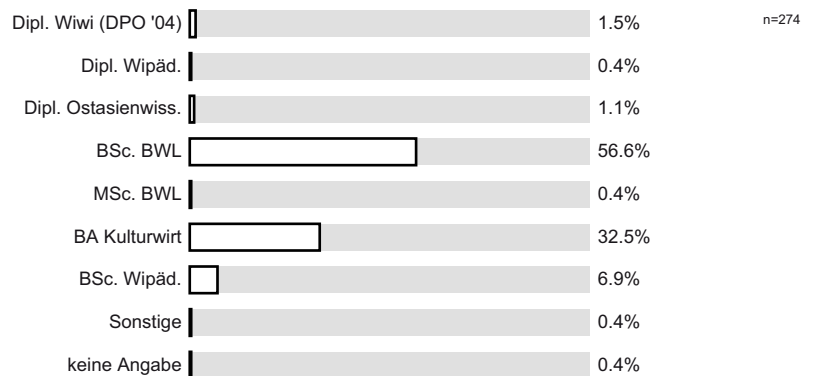 Dipl. Wiwi (DPO '04) 1.5% n=274
Dipl. Wipäd. 0.4%
Dipl. Ostasienwiss. 1.1%
BSc. BWL 56.6%
MSc. BWL 0.4%
BA Kulturwirt 32.5%
BSc. Wipäd. 6.9%
Sonstige 0.4%
keine Angabe 0.4%